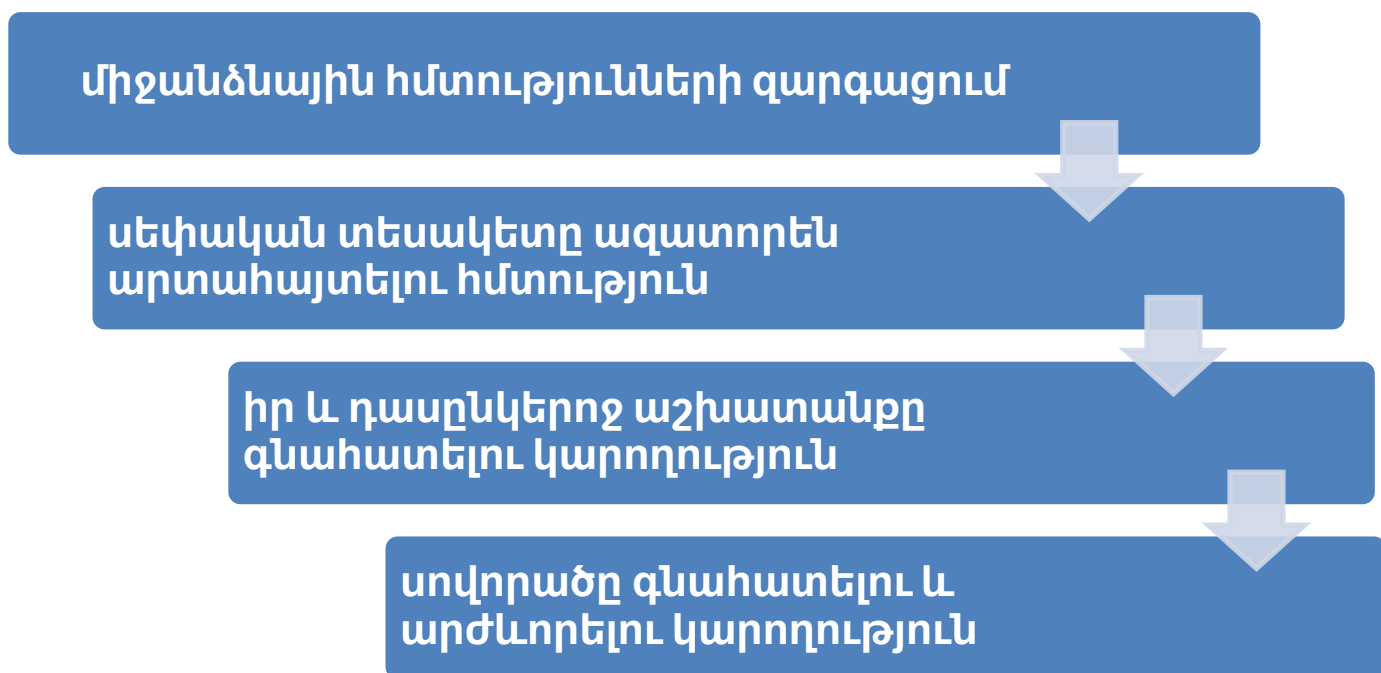 միջանձնային հմտությունների զարգացում
սեփական տեսակետը ազատորեն
արտահայտելու հմտություն
իր և դասընկերոջ աշխատանքը
գնահատելու կարողություն
սովորածը գնահատելու և
արժևորելու կարողություն